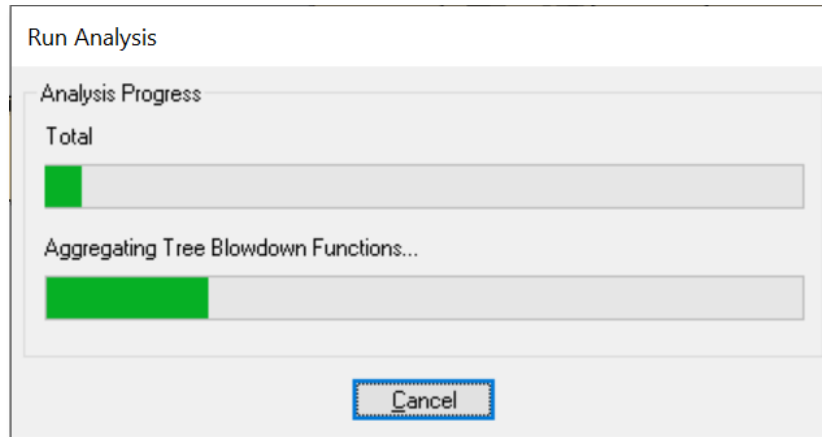 Run Analysis
Analysis Progress
Total
Aggregating Tree Blowdown Functions...
Cancel